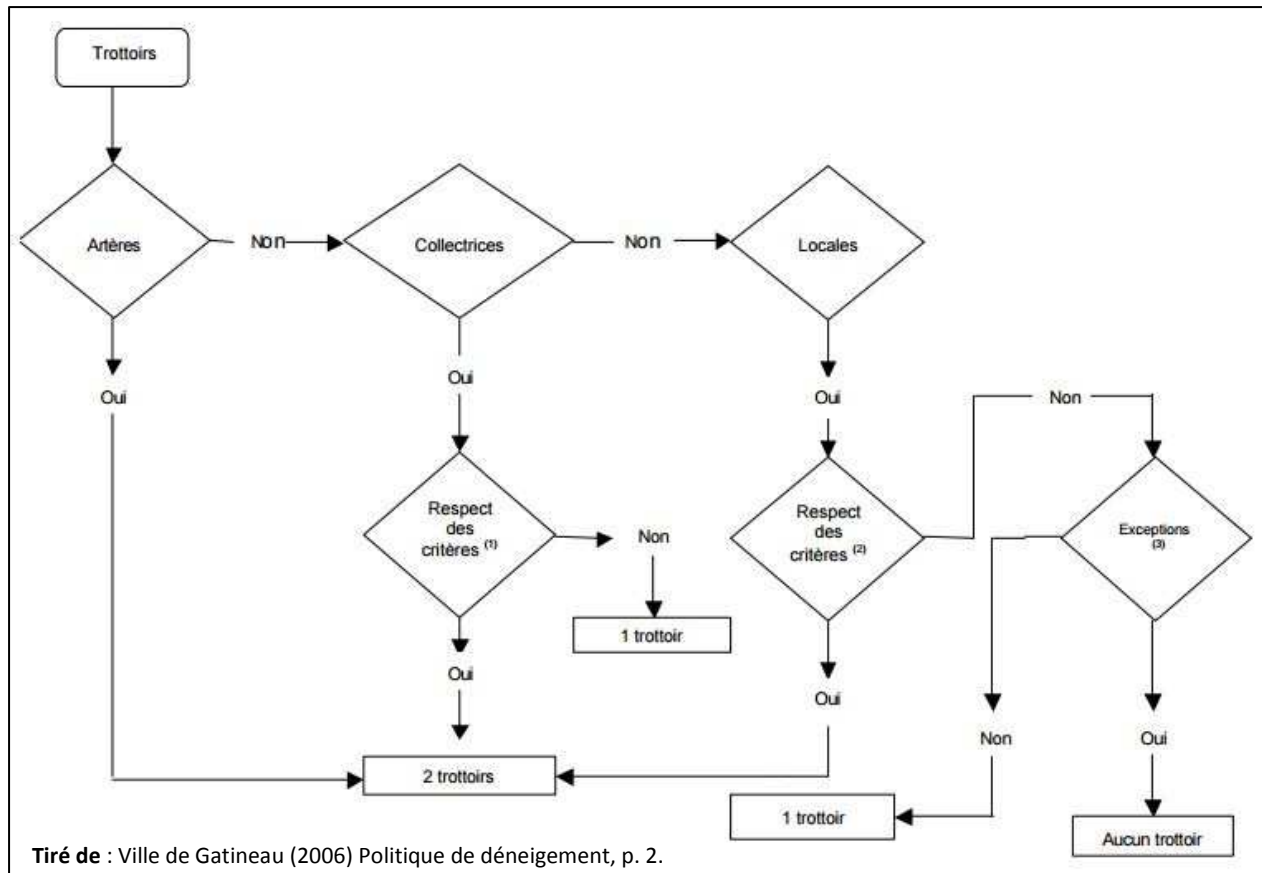 Trottoirs
Artères
Non
Collectrices
Non
Locales
Oui
Oui
Oui
Non
Respect
des
critères (1)
Non
Respect
des
critères (2)
Exceptions
(3)
1 trottoir
Oui
Oui
Non
Oui
2 trottoirs
1 trottoir
Aucun trottoir
Tiré de : Ville de Gatineau (2006) Politique de déneigement, p. 2.